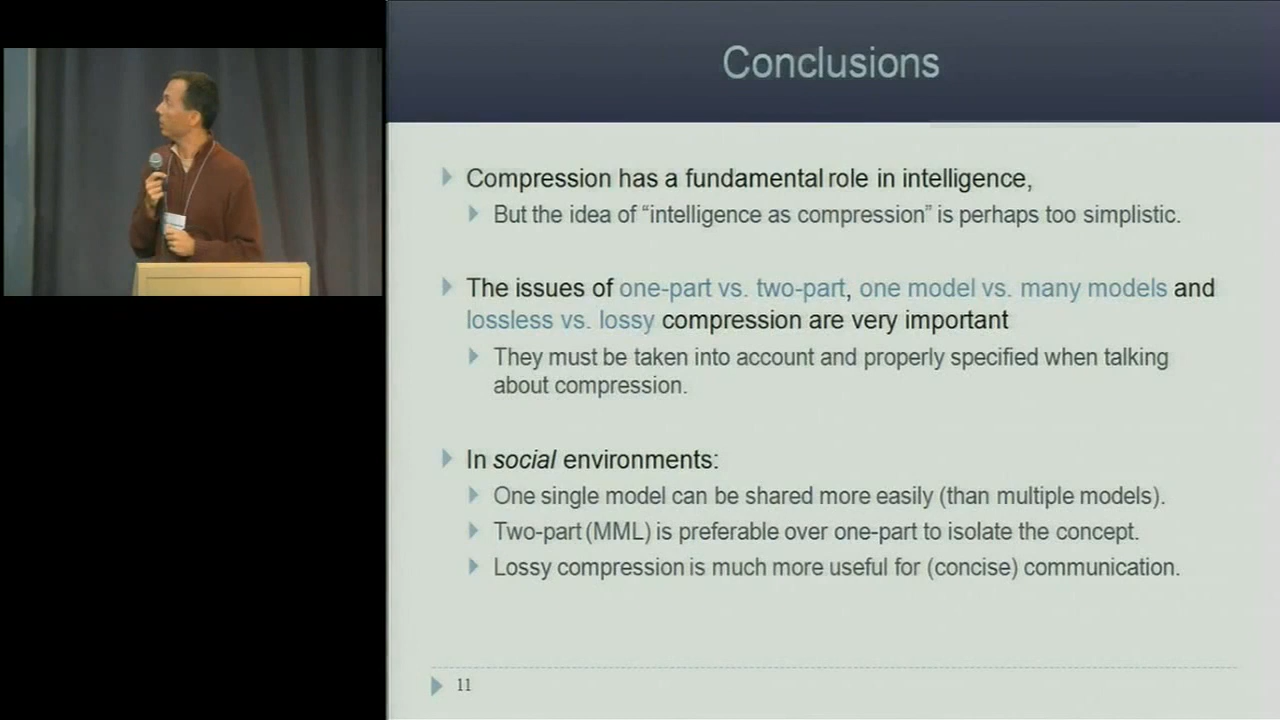 Conclusions
Compression has a fundamental role in intelligence,
But the idea of “intelligence as compression” is perhaps too simplistic.
The issues of one-part vs. two-part, one model vs. many models and
lossless vs. lossy compression are very important
They must be taken into account and properly specified when talking
about compression.
In social environments:
One single model can be shared more easily (than multiple models).
Two-part (MML) is preferable over one-part to isolate the concept.
Lossy compression is much more useful for (concise) communication.
11